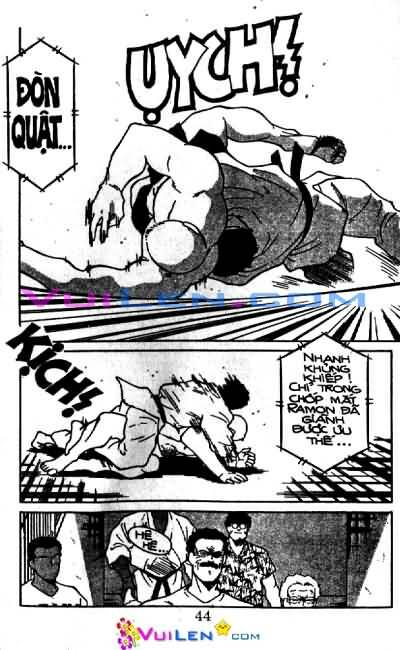 ĐÒN
QUẬT...
ỤYCH!!
VUILEN.COM
KỊCH!!
NHANH
KHỦNG
KHIẾP!
CHỈ TRONG
CHỚP MẮT
RAMON ĐÃ
GIÀNH
ĐƯỢC ƯU
THẾ...
HÊ
HÊ...
44
VUILEN.COM